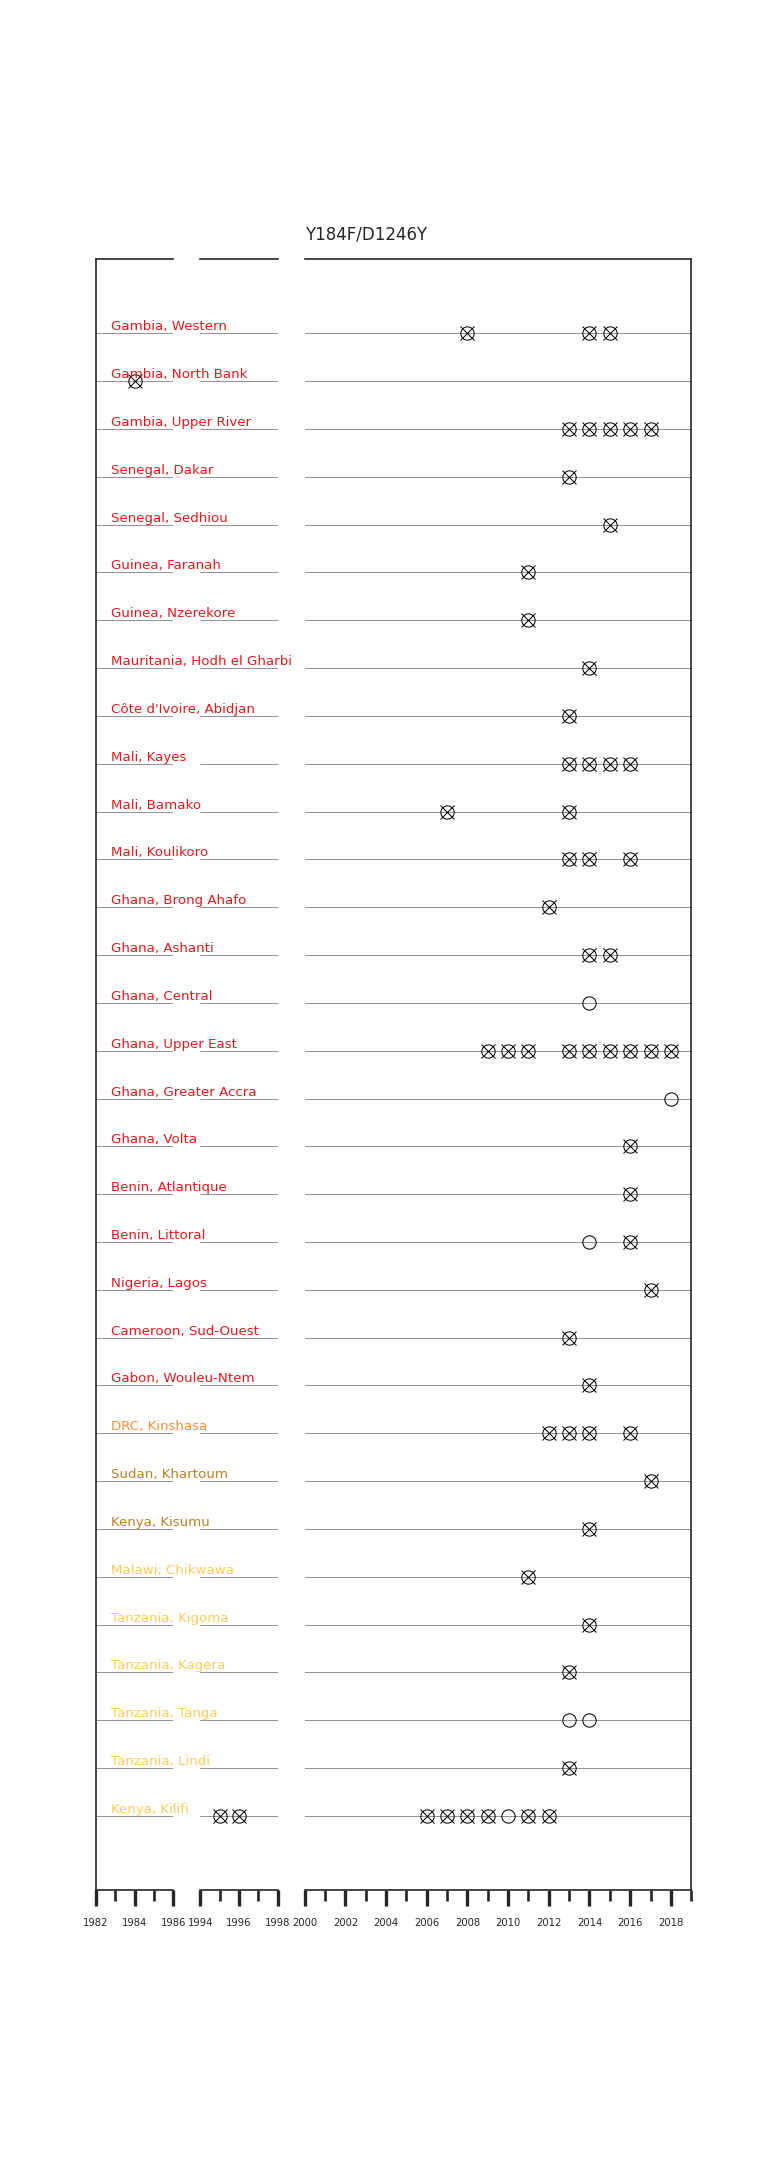 Y184F/D1246Y
Gambia, Western
Gambia, North Bank
Gambia, Upper River
Senegal, Dakar
Senegal, Sedhiou
Guinea, Faranah
Guinea, Nzerekore
Mauritania, Hodh el Gharbi
Côte d'Ivoire, Abidjan
Mali, Kayes
Mali, Bamako
Mali, Koulikoro
Ghana, Brong Ahafo
Ghana, Ashanti
Ghana, Central
Ghana, Upper East
Ghana, Greater Accra
Ghana, Volta
Benin, Atlantique
Benin, Littoral
Nigeria, Lagos
Cameroon, Sud-Ouest
Gabon, Wouleu-Ntem
DRC, Kinshasa
Sudan, Khartoum
Kenya, Kisumu
Malawi, Chikwawa
Tanzania, Kigoma
Tanzania, Kagera
Tanzania, Tanga
Tanzania, Lindi
Kenya, Kilifi
1982 1984 1986 1994 1996 1998 2000 2002 2004 2006 2008 2010 2012 2014 2016 2018